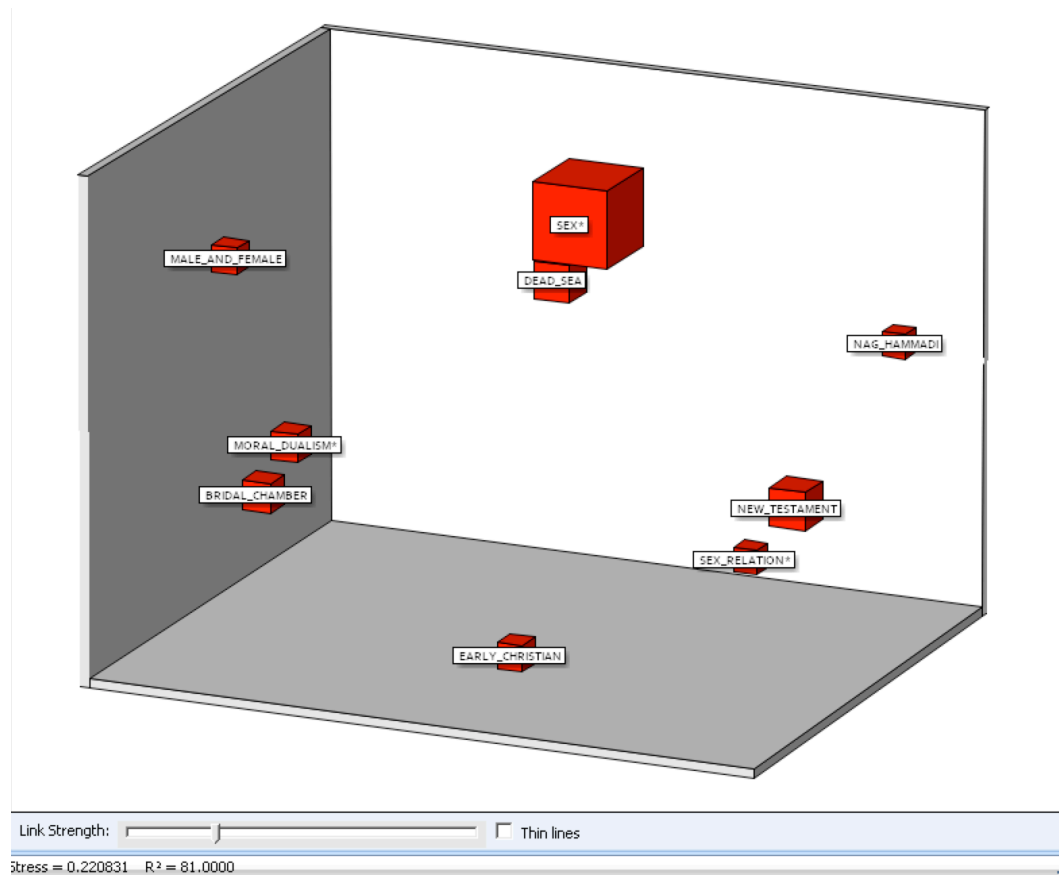 SEX*
MALE_AND_FEMALE
DEAD_SEA
NAG_HAMMADI
MORAL_DUALISM*
BRIDAL_CHAMBER
NEW_TESTAMENT
SEX_RELATION*
EARLY_CHRISTIAN
Link Strength: Thin lines
Stress = 0.220831 R² = 81.0000